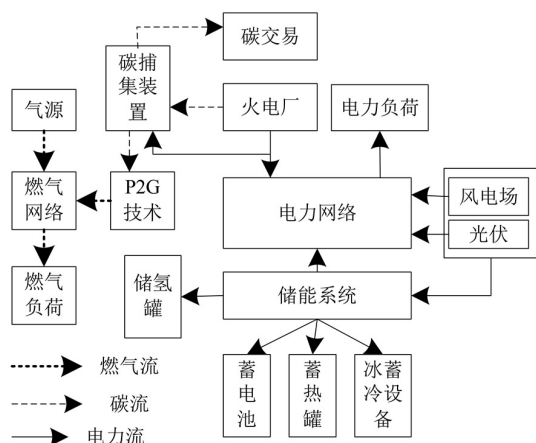 碳交易
碳捕
集装
置
气源
火电厂
电力负荷
燃气
网络
P2G
技术
电力网络
风电场
光伏
燃气
负荷
储氢
罐
储能系统
燃气流
碳流
电力流
蓄
电
池
蓄
热
罐
冰蓄
冷设
备